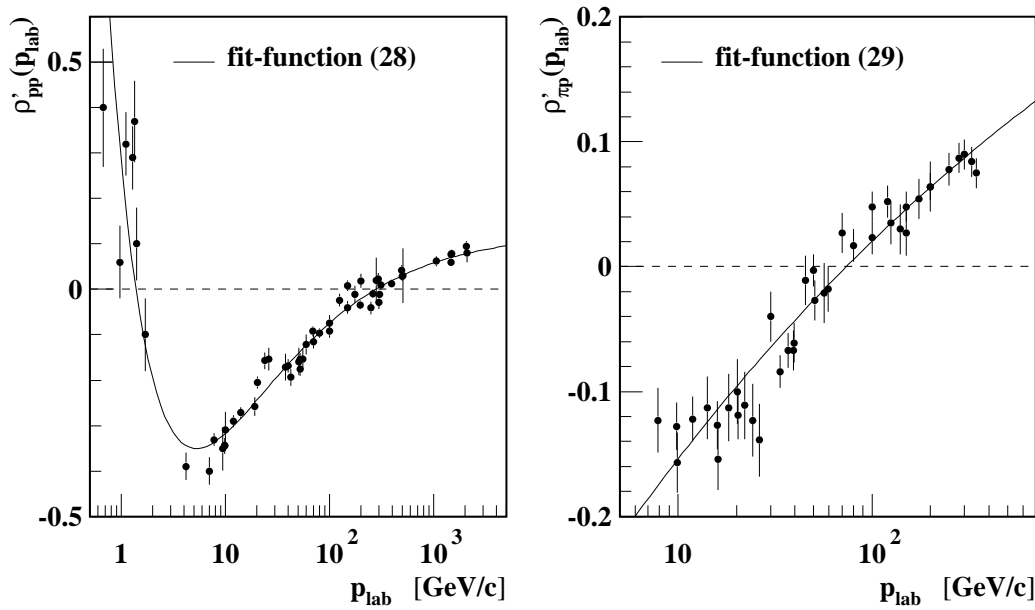 ρ'pp(plab)
fit-function (28)
0.5
0
-0.5
1
10
10^2
10^3
plab [GeV/c]
ρ'πp(plab)
fit-function (29)
0.2
0.1
0
-0.1
-0.2
10
10^2
plab [GeV/c]